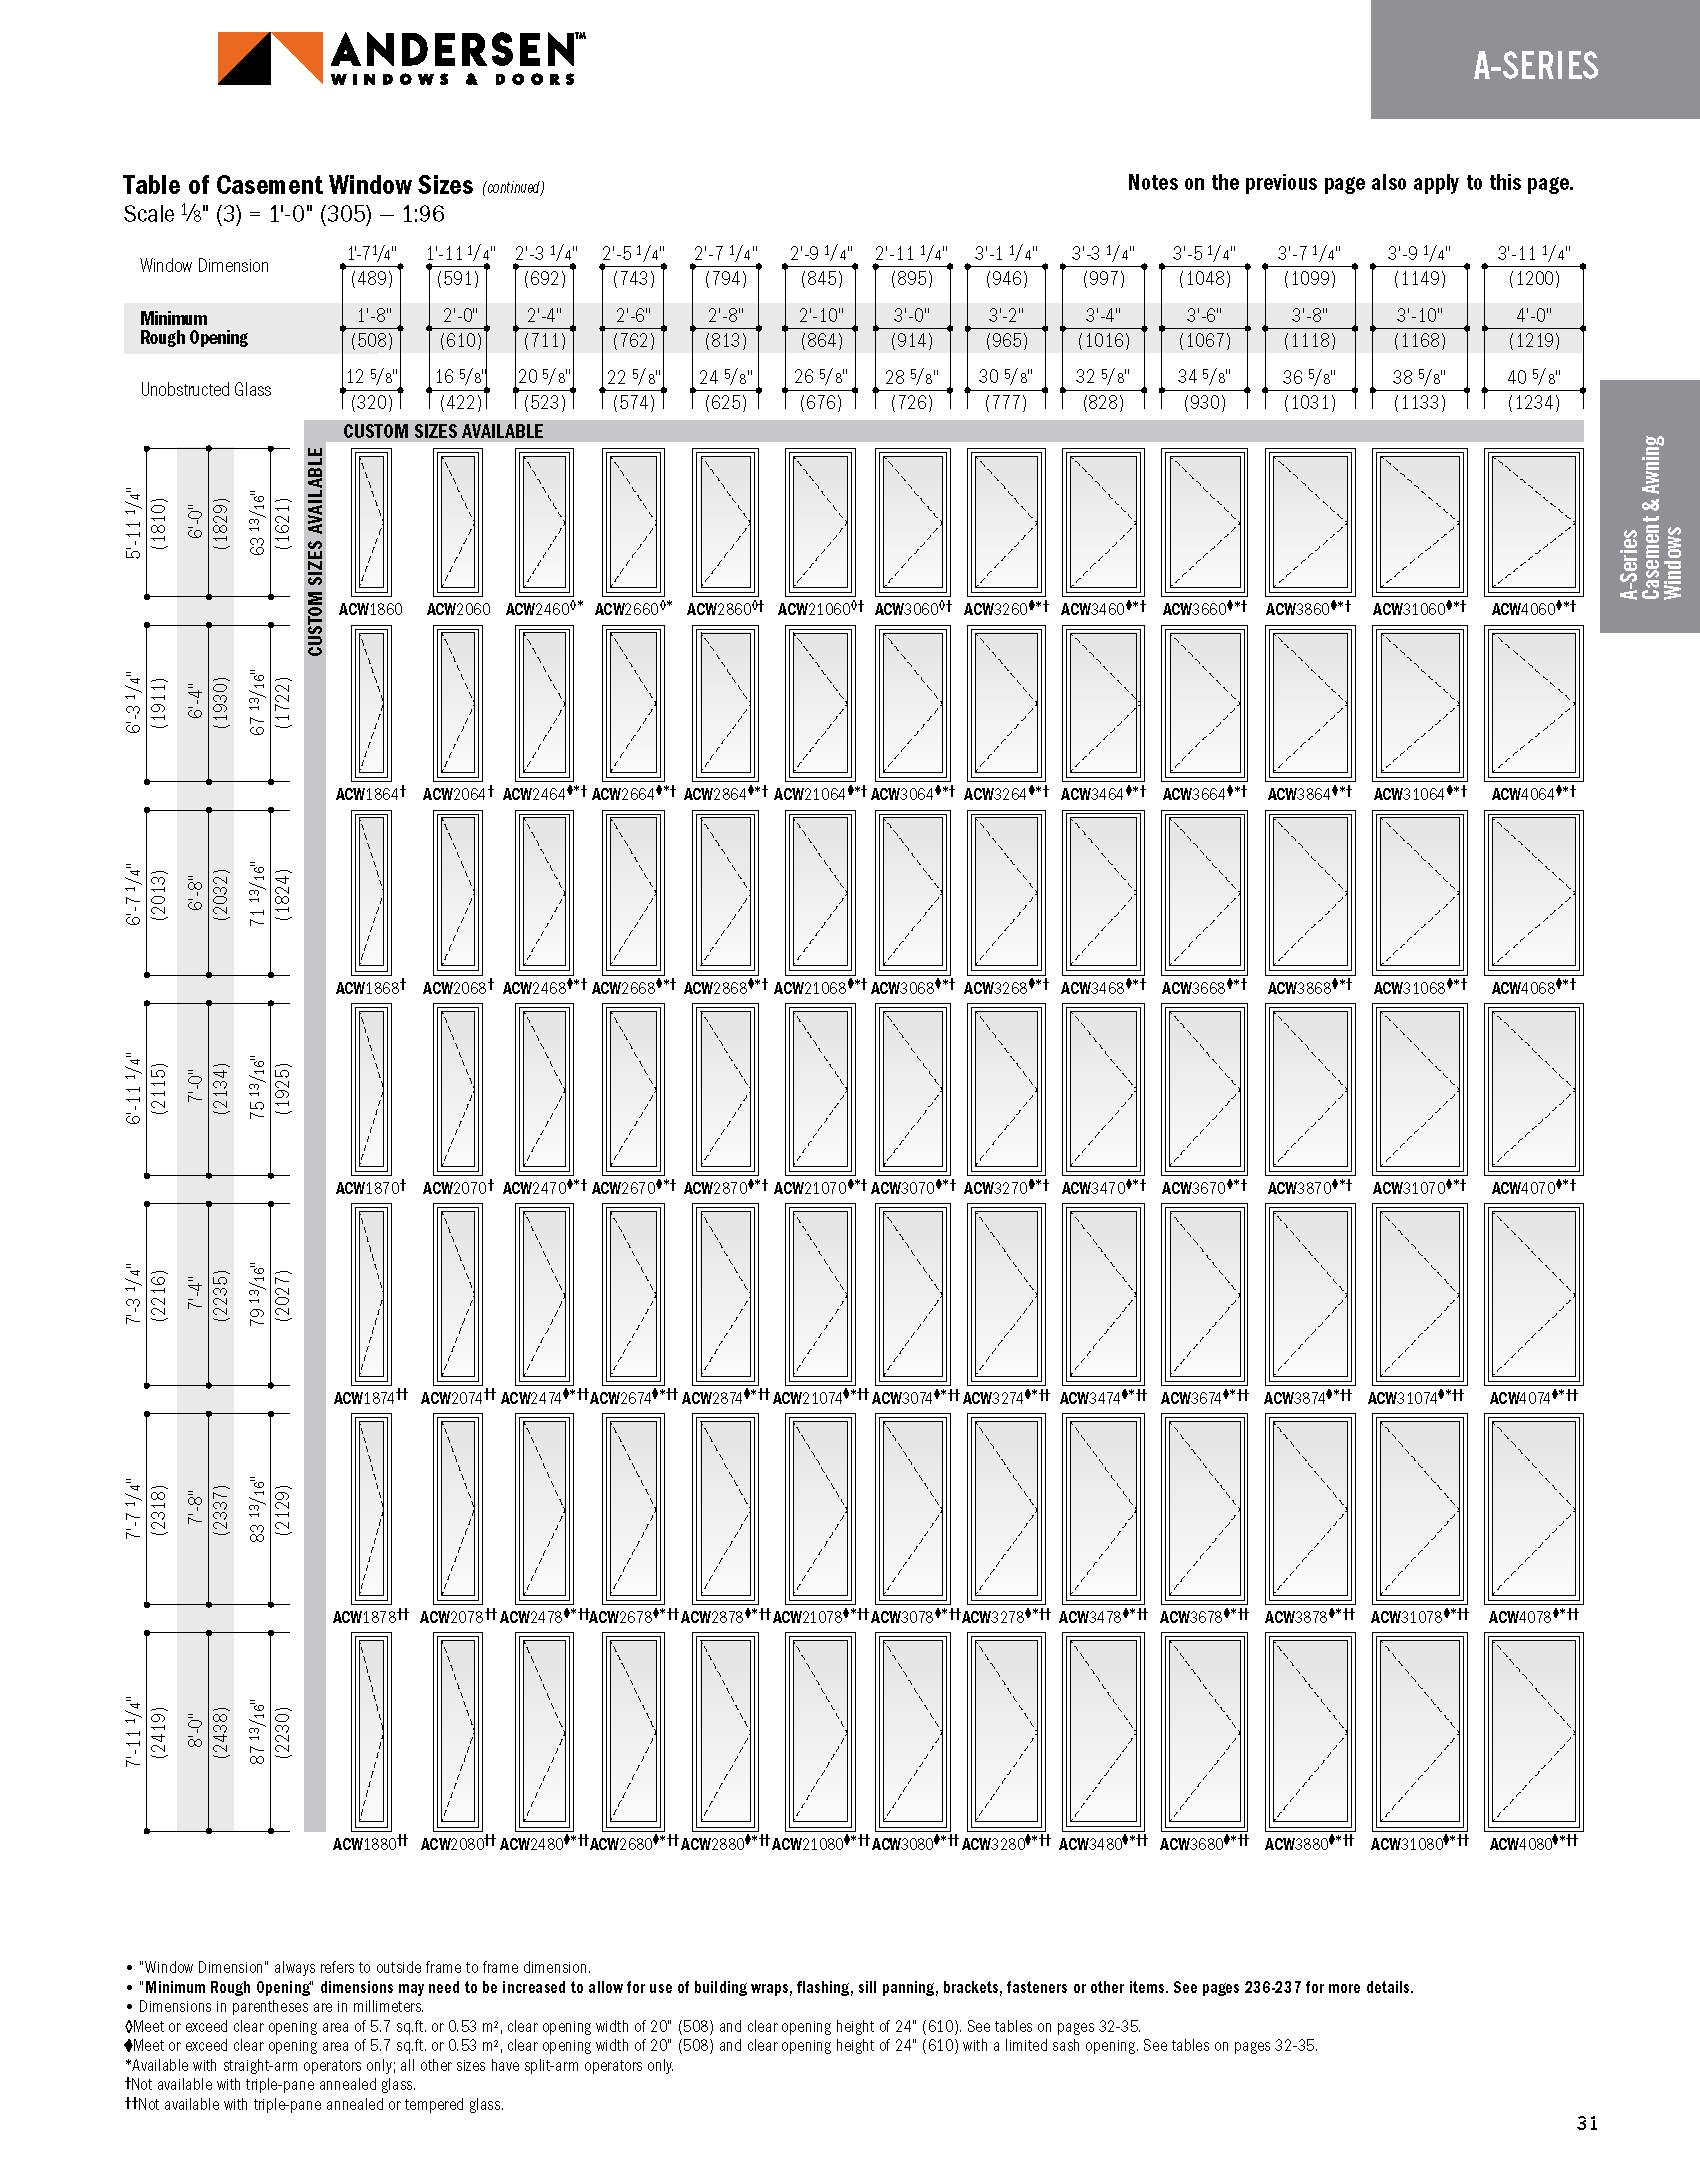 ANDERSEN™
WINDOWS & DOORS
A-SERIES
Table of Casement Window Sizes (continued)
Notes on the previous page also apply to this page.
Scale 1/8" (3) = 1'-0" (305) – 1:96
Window Dimension 1'-7 1/4" 1'-11 1/4" 2'-3 1/4" 2'-5 1/4" 2'-7 1/4" 2'-9 1/4" 2'-11 1/4" 3'-1 1/4" 3'-3 1/4" 3'-5 1/4" 3'-7 1/4" 3'-9 1/4" 3'-11 1/4"
(489) (591) (692) (743) (794) (845) (895) (946) (997) (1048) (1099) (1149) (1200)
Minimum Rough Opening 1'-8" 2'-0" 2'-4" 2'-6" 2'-8" 2'-10" 3'-0" 3'-2" 3'-4" 3'-6" 3'-8" 3'-10" 4'-0"
(508) (610) (711) (762) (813) (864) (914) (965) (1016) (1067) (1118) (1168) (1219)
Unobstructed Glass 12 5/8" 16 5/8" 20 5/8" 22 5/8" 24 5/8" 26 5/8" 28 5/8" 30 5/8" 32 5/8" 34 5/8" 36 5/8" 38 5/8" 40 5/8"
(320) (422) (523) (574) (625) (676) (726) (777) (828) (930) (1031) (1133) (1234)
CUSTOM SIZES AVAILABLE
CUSTOM SIZES AVAILABLE
5'-11 1/4" (1810) 6'-0" (1829) 63 13/16" (1621)
ACW1860 ACW2060 ACW2460◊* ACW2660◊* ACW2860◊† ACW21060◊† ACW3060◊† ACW3260♦*† ACW3460♦*† ACW3660♦*† ACW3860♦*† ACW31060♦*† ACW4060♦*†
6'-3 1/4" (1911) 6'-4" (1930) 67 13/16" (1722)
ACW1864† ACW2064† ACW2464♦*† ACW2664♦*† ACW2864♦*† ACW21064♦*† ACW3064♦*† ACW3264♦*† ACW3464♦*† ACW3664♦*† ACW3864♦*† ACW31064♦*† ACW4064♦*†
6'-7 1/4" (2013) 6'-8" (2032) 71 13/16" (1824)
ACW1868† ACW2068† ACW2468♦*† ACW2668♦*† ACW2868♦*† ACW21068♦*† ACW3068♦*† ACW3268♦*† ACW3468♦*† ACW3668♦*† ACW3868♦*† ACW31068♦*† ACW4068♦*†
6'-11 1/4" (2115) 7'-0" (2134) 75 13/16" (1925)
ACW1870† ACW2070† ACW2470♦*† ACW2670♦*† ACW2870♦*† ACW21070♦*† ACW3070♦*† ACW3270♦*† ACW3470♦*† ACW3670♦*† ACW3870♦*† ACW31070♦*† ACW4070♦*†
7'-3 1/4" (2216) 7'-4" (2235) 79 13/16" (2027)
ACW1874†† ACW2074†† ACW2474♦*†† ACW2674♦*†† ACW2874♦*†† ACW21074♦*†† ACW3074♦*†† ACW3274♦*†† ACW3474♦*†† ACW3674♦*†† ACW3874♦*†† ACW31074♦*†† ACW4074♦*††
7'-7 1/4" (2318) 7'-8" (2337) 83 13/16" (2129)
ACW1878†† ACW2078†† ACW2478♦*†† ACW2678♦*†† ACW2878♦*†† ACW21078♦*†† ACW3078♦*†† ACW3278♦*†† ACW3478♦*†† ACW3678♦*†† ACW3878♦*†† ACW31078♦*†† ACW4078♦*††
7'-11 1/4" (2419) 8'-0" (2438) 87 13/16" (2230)
ACW1880†† ACW2080†† ACW2480♦*†† ACW2680♦*†† ACW2880♦*†† ACW21080♦*†† ACW3080♦*†† ACW3280♦*†† ACW3480♦*†† ACW3680♦*†† ACW3880♦*†† ACW31080♦*†† ACW4080♦*††
A-Series
Casement & Awning
Windows
• "Window Dimension" always refers to outside frame to frame dimension.
• "Minimum Rough Opening" dimensions may need to be increased to allow for use of building wraps, flashing, sill panning, brackets, fasteners or other items. See pages 236-237 for more details.
• Dimensions in parentheses are in millimeters.
◊Meet or exceed clear opening area of 5.7 sq.ft. or 0.53 m², clear opening width of 20" (508) and clear opening height of 24" (610). See tables on pages 32-35.
♦Meet or exceed clear opening area of 5.7 sq.ft. or 0.53 m², clear opening width of 20" (508) and clear opening height of 24" (610) with a limited sash opening. See tables on pages 32-35.
*Available with straight-arm operators only; all other sizes have split-arm operators only.
†Not available with triple-pane annealed glass.
††Not available with triple-pane annealed or tempered glass.
31